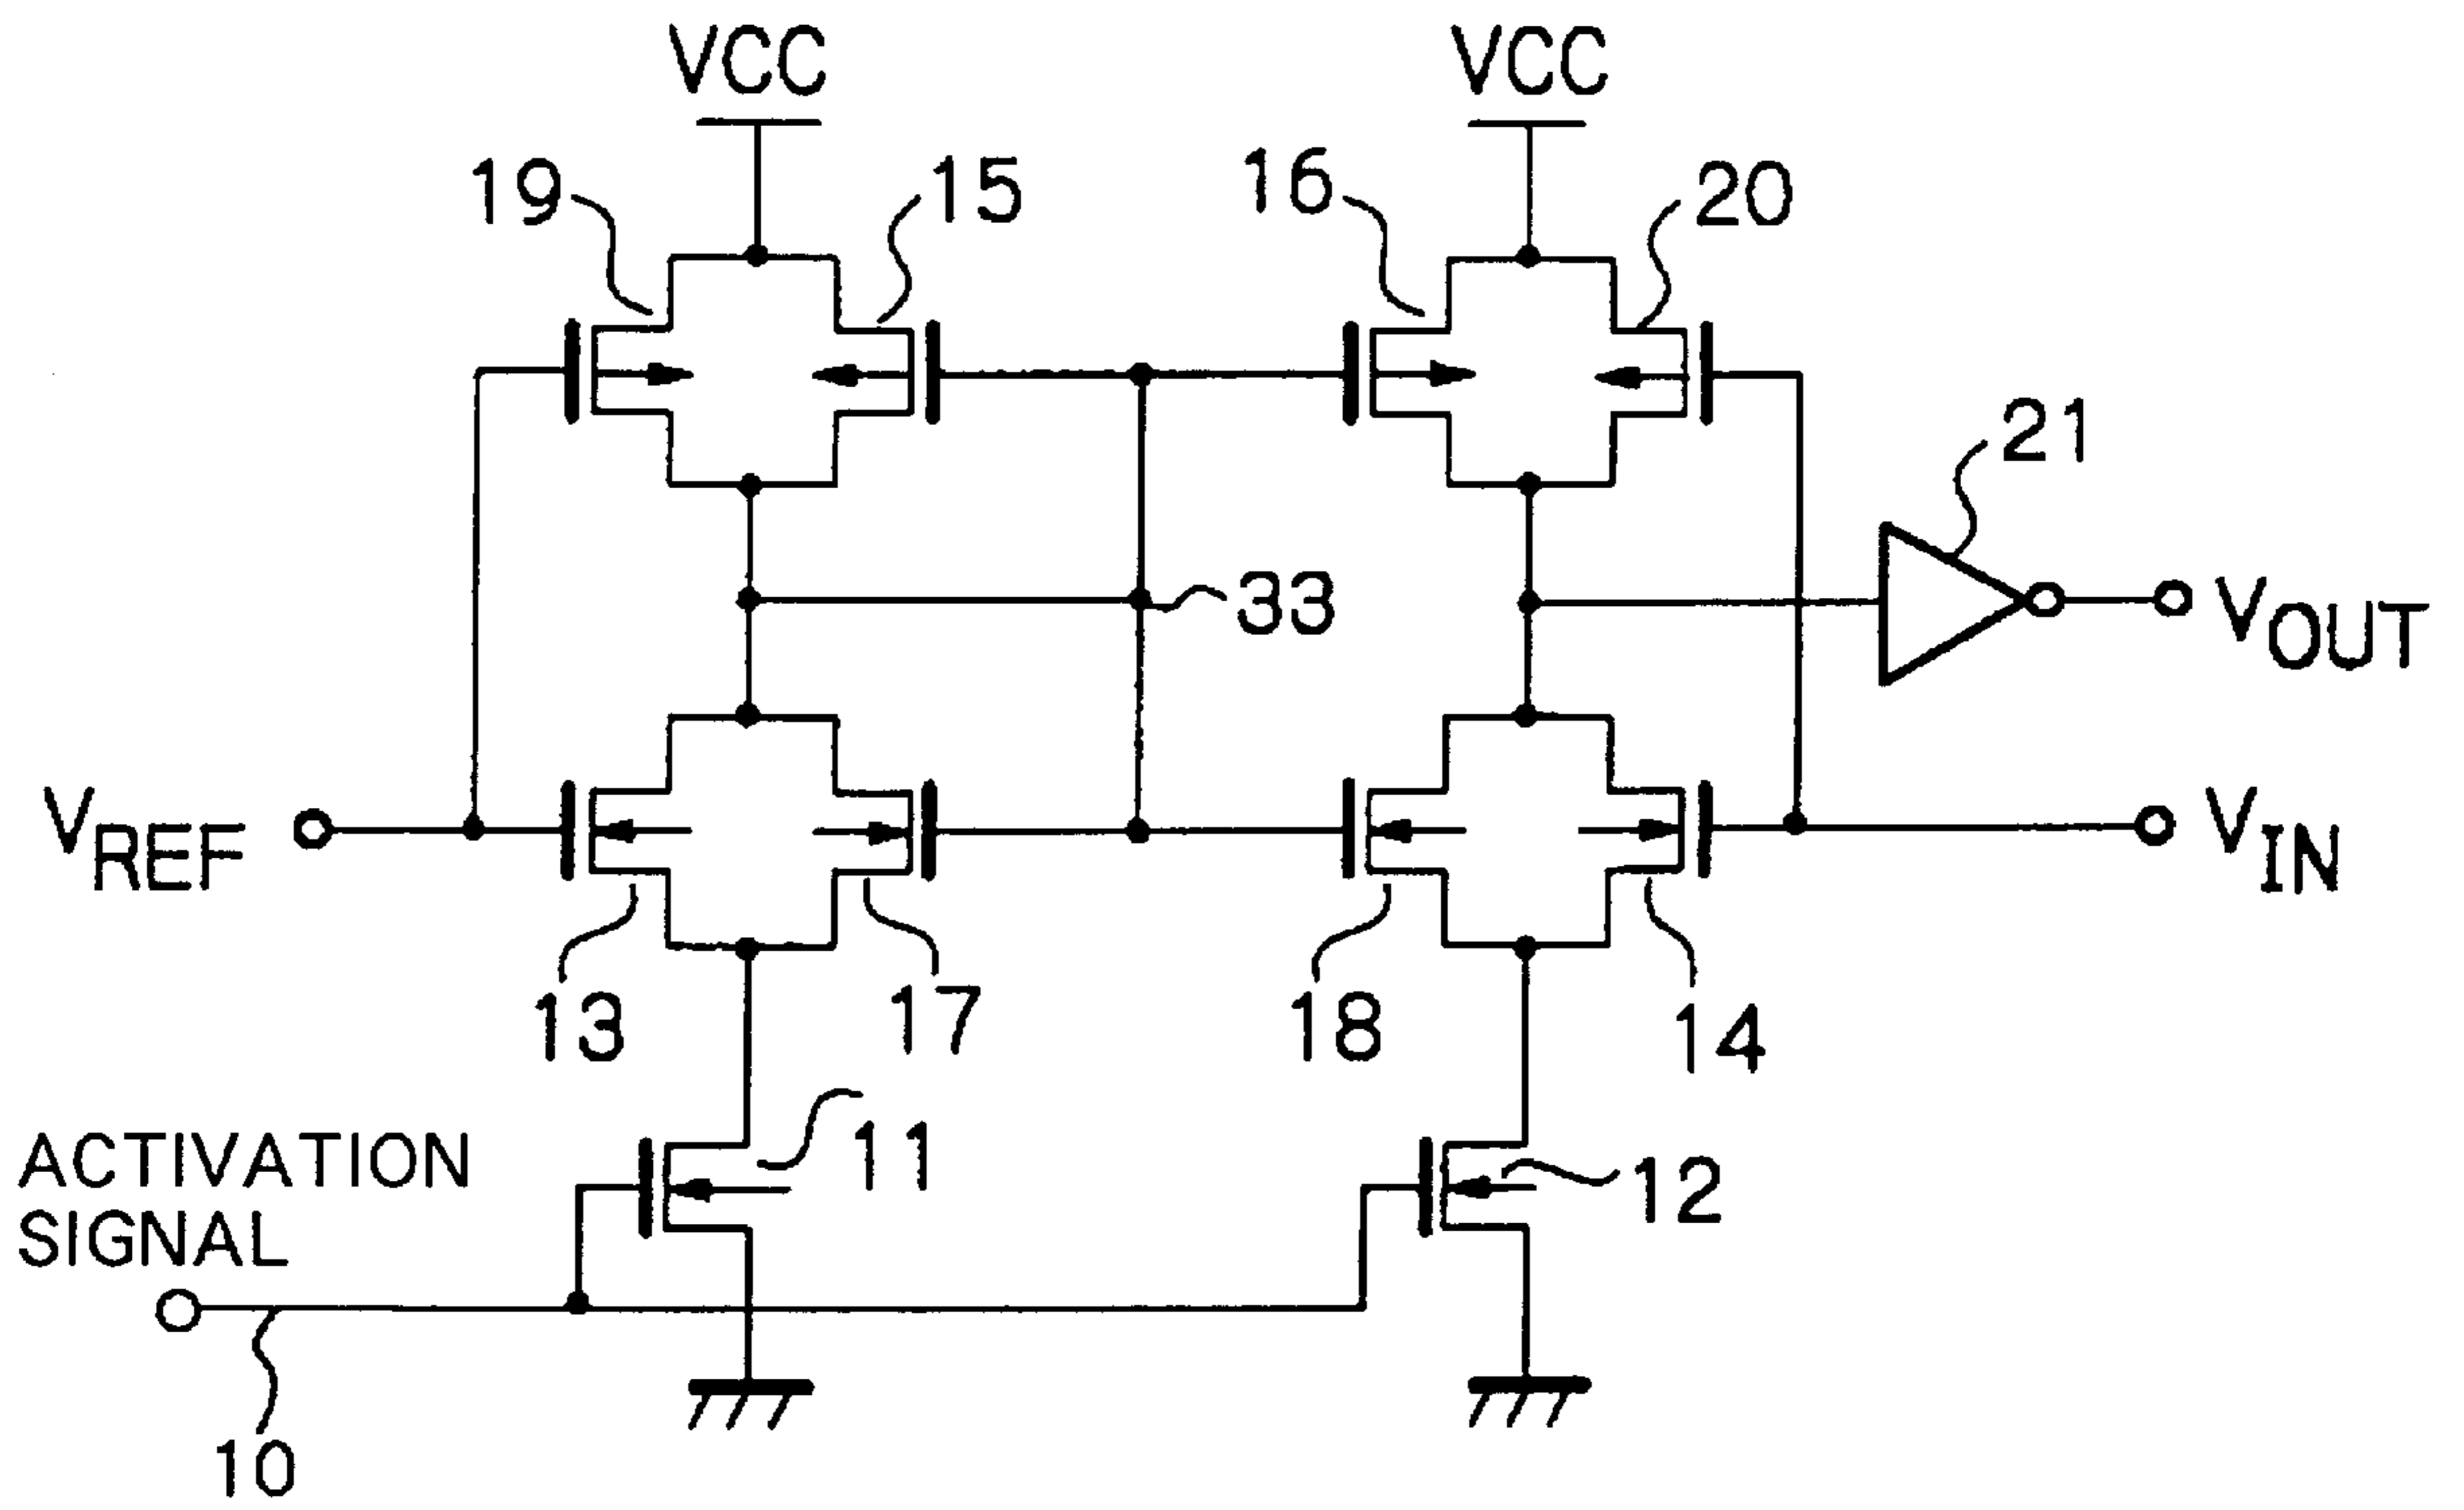 VCC VCC
19 15 16 20
21
33
VOUT
VREF VIN
13 17 18 14
11
12
ACTIVATION
SIGNAL
10